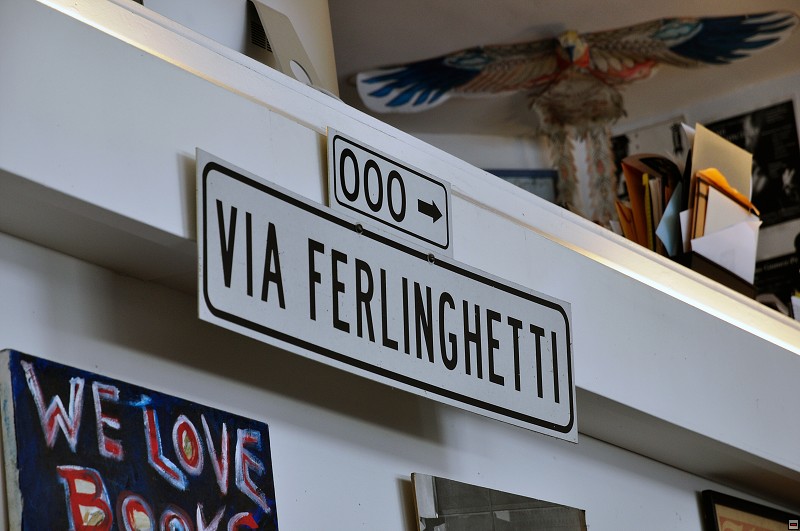 000 →
VIA FERLINGHETTI
WE LOVE
BOOKS